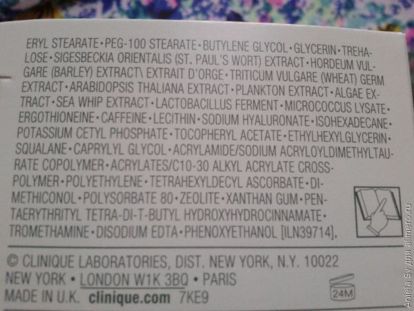 ERYL STEARATE•PEG-100 STEARATE•BUTYLENE GLYCOL•GLYCERIN•TREHA-
LOSE•SIGESBECKIA ORIENTALIS (ST. PAUL'S WORT) EXTRACT•HORDEUM VUL-
GARE (BARLEY) EXTRACT\ EXTRAIT D'ORGE•TRITICUM VULGARE (WHEAT) GERM
EXTRACT•ARABIDOPSIS THALIANA EXTRACT•PLANKTON EXTRACT•ALGAE EX-
TRACT•SEA WHIP EXTRACT•LACTOBACILLUS FERMENT•MICROCOCCUS LYSATE•
ERGOTHIONEINE•CAFFEINE•LECITHIN•SODIUM HYALURONATE•ISOHEXADECANE•
POTASSIUM CETYL PHOSPHATE•TOCOPHERYL ACETATE•ETHYLHEXYLGLYCERIN•
SQUALANE•CAPRYLYL GLYCOL•ACRYLAMIDE/SODIUM ACRYLOYLDIMETHYLTAU-
RATE COPOLYMER•ACRYLATES/C10-30 ALKYL ACRYLATE CROSS-
POLYMER•POLYETHYLENE•TETRAHEXYLDECYL ASCORBATE•DI-
METHICONOL•POLYSORBATE 80•ZEOLITE•XANTHAN GUM•PEN-
TAERYTHRITYL TETRA-DI-T-BUTYL HYDROXYHYDROCINNAMATE•
TROMETHAMINE•DISODIUM EDTA•PHENOXYETHANOL [ILN39714].
© CLINIQUE LABORATORIES, DIST. NEW YORK, N.Y. 10022
NEW YORK • LONDON W1K 3BQ • PARIS
MADE IN U.K. clinique.com 7KE9
24M